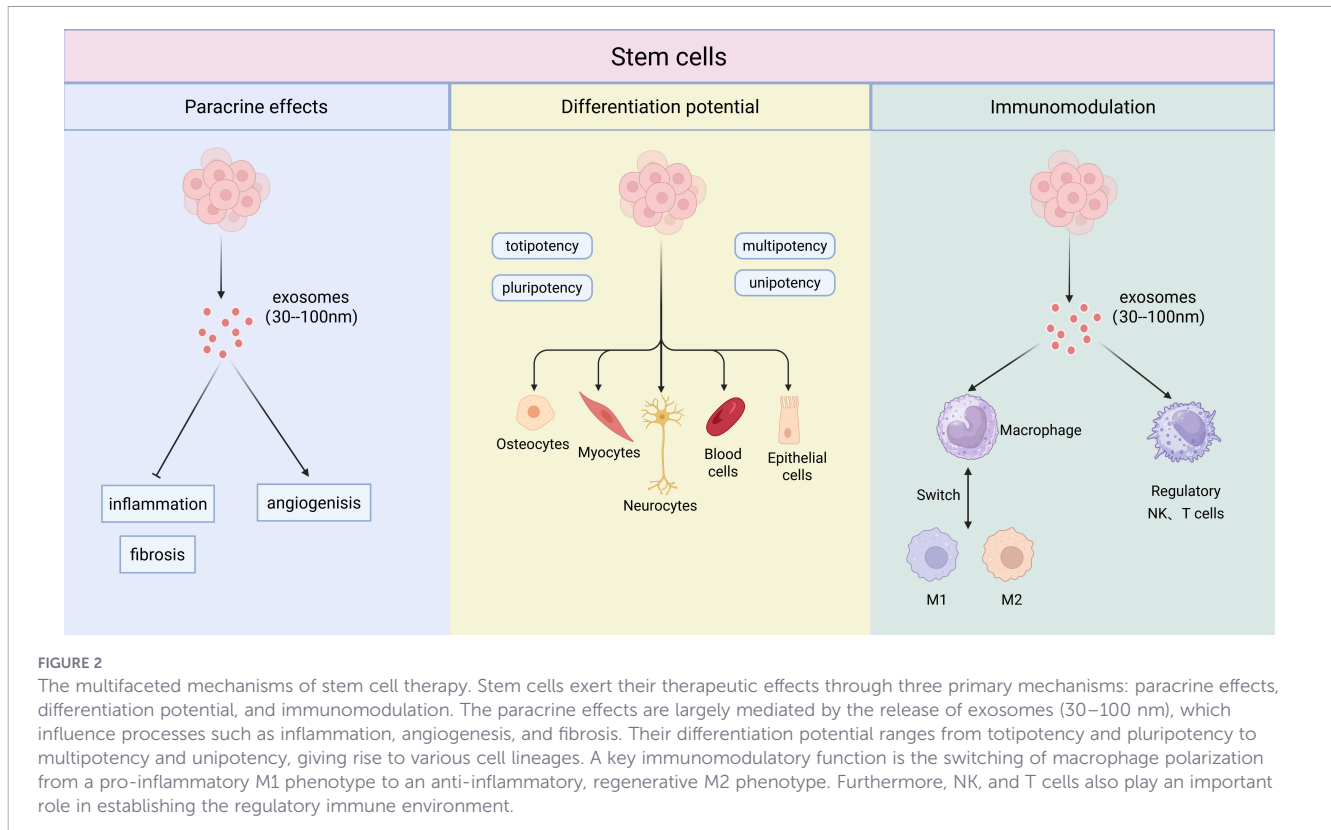 Stem cells
Paracrine effects
Differentiation potential
Immunomodulation
exosomes
(30--100nm)
inflammation
angiogenisis
fibrosis
totipotency
multipotency
pluripotency
unipotency
Osteocytes
Myocytes
Neurocytes
Blood
cells
Epithelial
cells
exosomes
(30--100nm)
Macrophage
Switch
Regulatory
NK、T cells
M1
M2
FIGURE 2
The multifaceted mechanisms of stem cell therapy. Stem cells exert their therapeutic effects through three primary mechanisms: paracrine effects,
differentiation potential, and immunomodulation. The paracrine effects are largely mediated by the release of exosomes (30–100 nm), which
influence processes such as inflammation, angiogenesis, and fibrosis. Their differentiation potential ranges from totipotency and pluripotency to
multipotency and unipotency, giving rise to various cell lineages. A key immunomodulatory function is the switching of macrophage polarization
from a pro-inflammatory M1 phenotype to an anti-inflammatory, regenerative M2 phenotype. Furthermore, NK, and T cells also play an important
role in establishing the regulatory immune environment.